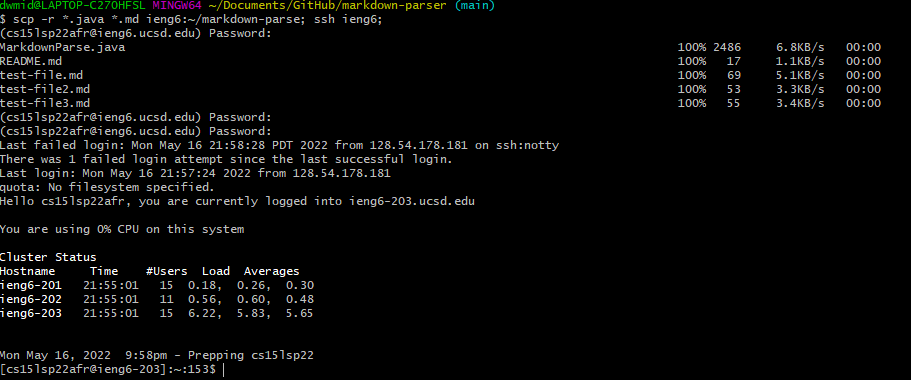 dwmid@LAPTOP-C270HFSL MINGW64 ~/Documents/GitHub/markdown-parser (main)
$ scp -r *.java *.md ieng6:~/markdown-parse; ssh ieng6;
(cs15lsp22afr@ieng6.ucsd.edu) Password:
MarkdownParse.java 100% 2486 6.8KB/s 00:00
README.md 100% 17 1.1KB/s 00:00
test-file.md 100% 69 5.1KB/s 00:00
test-file2.md 100% 53 3.3KB/s 00:00
test-file3.md 100% 55 3.4KB/s 00:00
(cs15lsp22afr@ieng6.ucsd.edu) Password:
(cs15lsp22afr@ieng6.ucsd.edu) Password:
Last failed login: Mon May 16 21:58:28 PDT 2022 from 128.54.178.181 on ssh:notty
There was 1 failed login attempt since the last successful login.
Last login: Mon May 16 21:57:24 2022 from 128.54.178.181
quota: No filesystem specified.
Hello cs15lsp22afr, you are currently logged into ieng6-203.ucsd.edu
You are using 0% CPU on this system
Cluster Status
Hostname Time #Users Load Averages
ieng6-201 21:55:01 15 0.18, 0.26, 0.30
ieng6-202 21:55:01 11 0.56, 0.60, 0.48
ieng6-203 21:55:01 15 6.22, 5.83, 5.65
Mon May 16, 2022 9:58pm - Prepping cs15lsp22
[cs15lsp22afr@ieng6-203]:~:153$